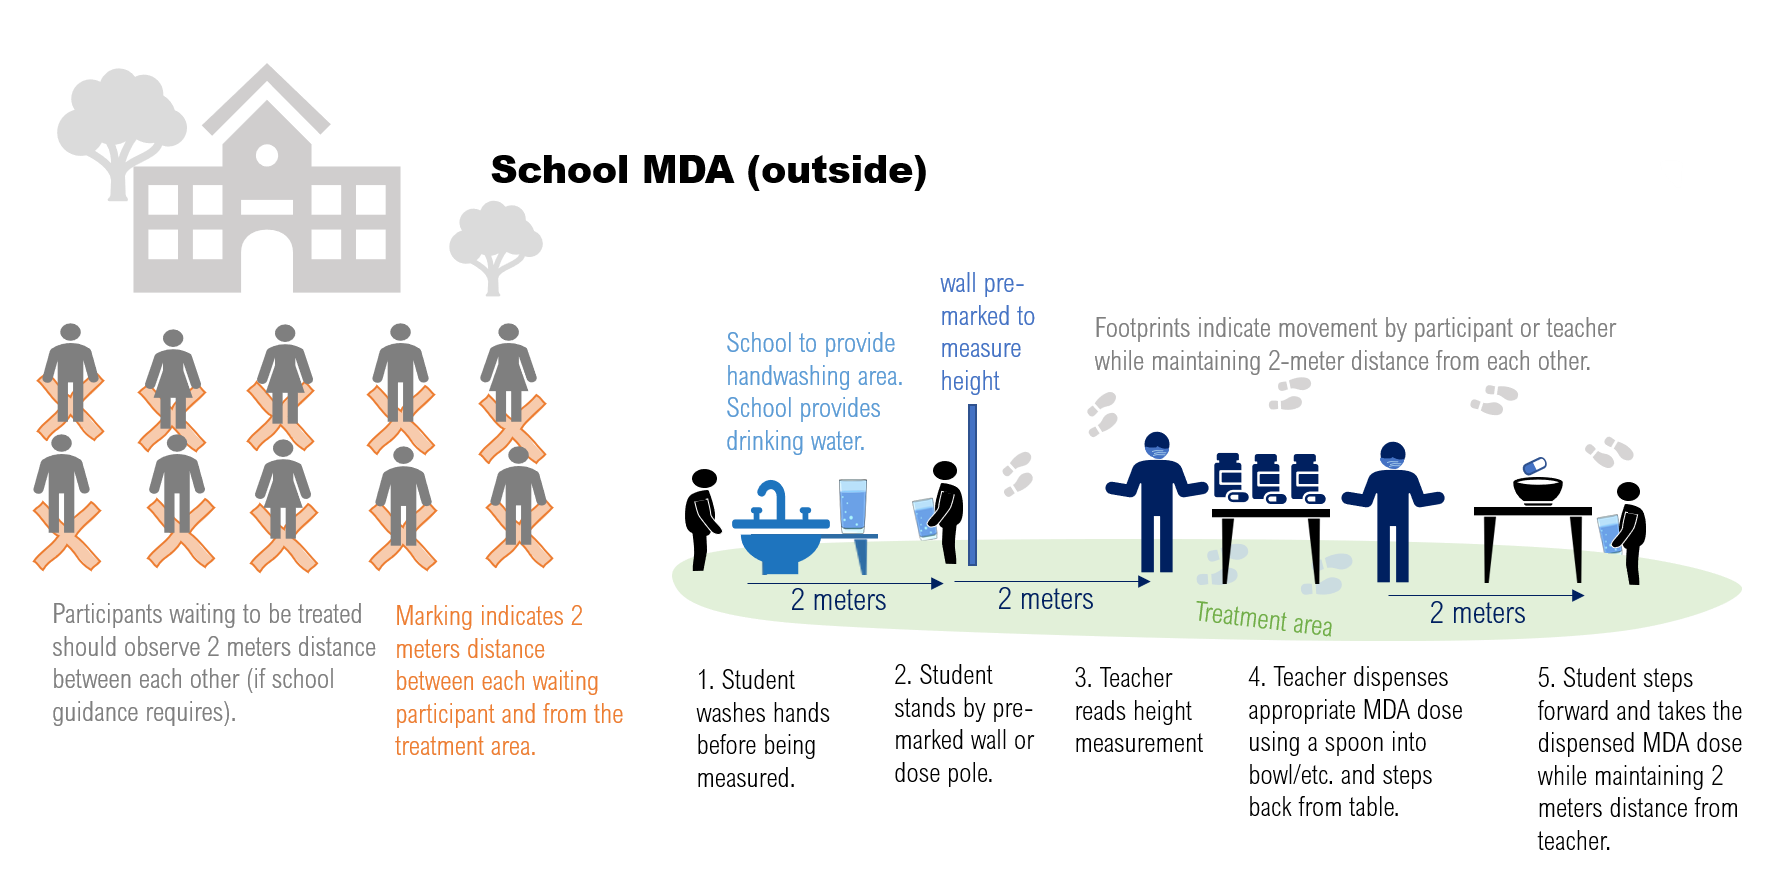 School MDA (outside)
wall pre-
marked to
measure
height
School to provide
handwashing area.
School provides
drinking water.
Footprints indicate movement by participant or teacher
while maintaining 2-meter distance from each other.
2 meters
2 meters
Treatment area
2 meters
Participants waiting to be treated
should observe 2 meters distance
between each other (if school
guidance requires).
Marking indicates 2
meters distance
between each waiting
participant and from the
treatment area.
1. Student
washes hands
before being
measured.
2. Student
stands by pre-
marked wall or
dose pole.
3. Teacher
reads height
measurement
4. Teacher dispenses
appropriate MDA dose
using a spoon into
bowl/etc. and steps
back from table.
5. Student steps
forward and takes the
dispensed MDA dose
while maintaining 2
meters distance from
teacher.